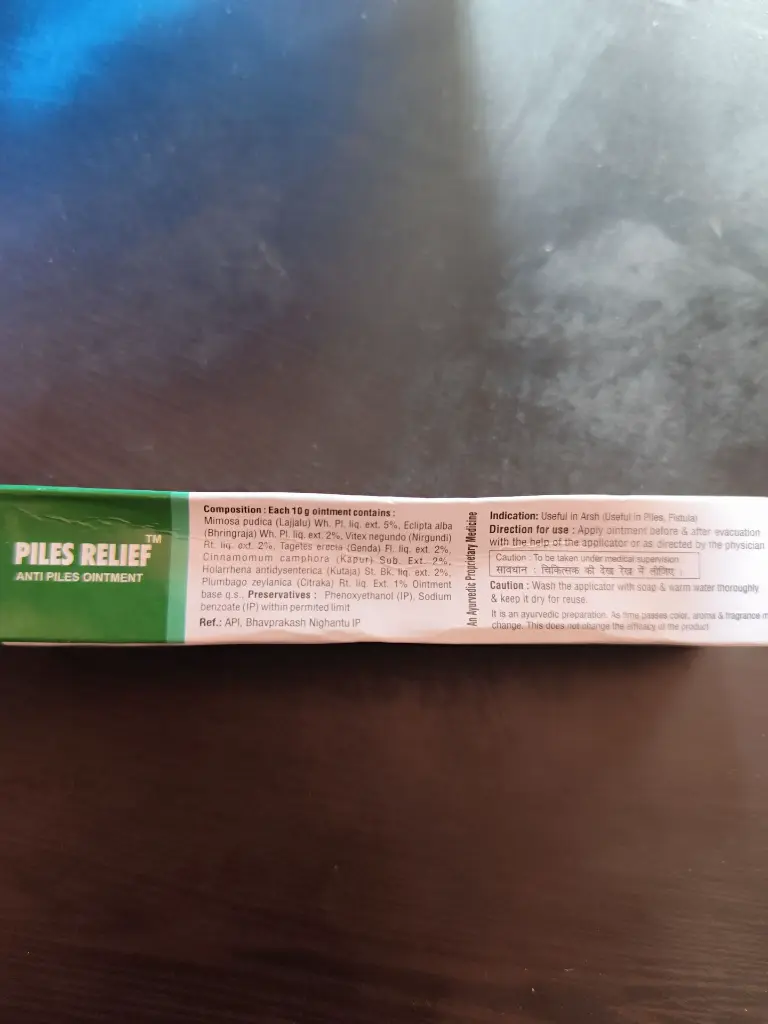 PILES RELIEF™
ANTI PILES OINTMENT
Composition : Each 10 g ointment contains :
Mimosa pudica (Lajjalu) Wh. Pl. liq. ext. 5%, Eclipta alba
(Bhringraja) Wh. Pl. liq. ext. 2%, Vitex negundo (Nirgundi)
Rt. liq. ext. 2%, Tagetes erecta (Genda) Fl. liq. ext. 2%,
Cinnamomum camphora (Kapur) Sub. Ext. 2%,
Holarrhena antidysenterica (Kutaja) St. Bk. liq. ext. 2%,
Plumbago zeylanica (Citraka) Rt. liq. Ext. 1% Ointment
base q.s., Preservatives : Phenoxyethanol (IP), Sodium
benzoate (IP) within permited limit
Ref.: API, Bhavprakash Nighantu IP
An Ayurvedic Proprietary Medicine
Indication: Useful in Arsh (Useful in Piles, Fistula)
Direction for use : Apply ointment before & after evacuation
with the help of the applicator or as directed by the physician
Caution : To be taken under medical supervision
सावधान : चिकित्सक की देख रेख में लीजिए ।
Caution : Wash the applicator with soap & warm water thoroughly
& keep it dry for reuse.
It is an ayurvedic preparation. As time passes color, aroma & fragrance
change. This does not change the efficacy of the product